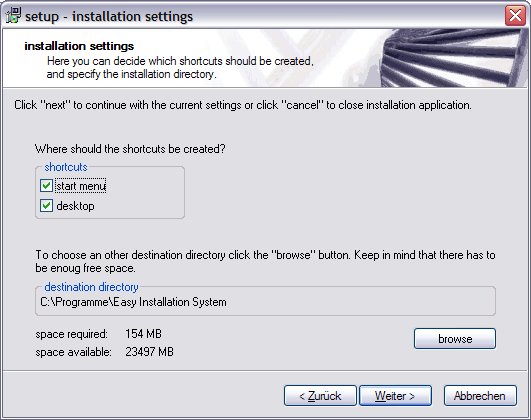 setup - installation settings
installation settings
Here you can decide which shortcuts should be created,
and specify the installation directory.
Click "next" to continue with the current settings or click "cancel" to close installation application.
Where should the shortcuts be created?
shortcuts
start menu
desktop
To choose an other destination directory click the "browse" button. Keep in mind that there has to
be enoug free space.
destination directory
C:\Programme\Easy Installation System
space required: 154 MB
browse
space available: 23497 MB
< Zurück Weiter > Abbrechen